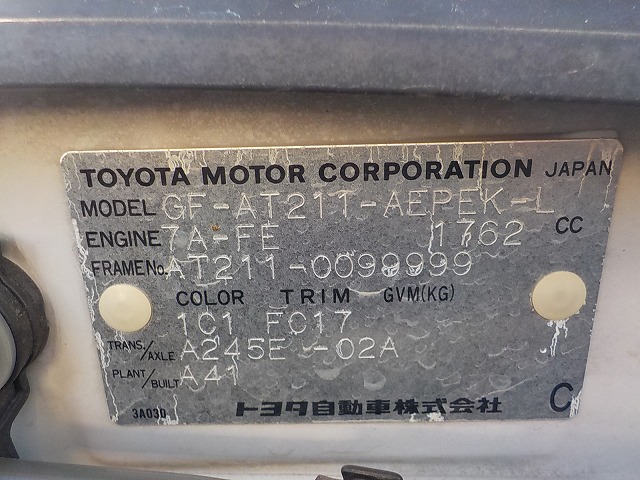 TOYOTA MOTOR CORPORATION JAPAN
MODEL GF-AT211-AEPEK-L
ENGINE 7A-FE 1762 CC
FRAME No. AT211-0099999
COLOR TRIM GVM(KG)
1C1 FC17
TRANS./AXLE A245E -02A
PLANT/BUILT A41
3A030 トヨタ自動車株式会社 C